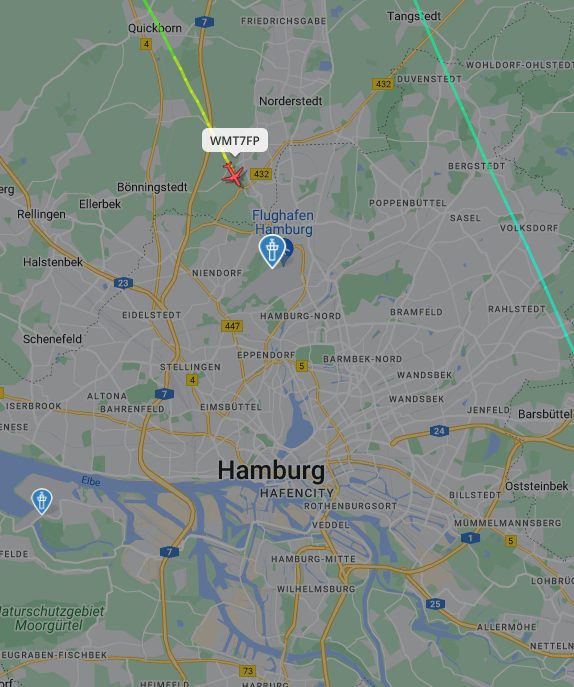 Tangstedt
FRIEDRICHSGABE
7
Quickborn
4
WOHLDORF-OHLSTEDT
DUVENSTEDT
432
Norderstedt
WMT7FP
BERGSTEDT
432
erg
Bönningstedt
POPPENBÜTTEL
Ellerbek
Rellingen
Flughafen
Hamburg
SASEL
VOLKSDORF
Halstenbek
NIENDORF
23
RAHLSTEDT
BRAMFELD
EIDELSTEDT
HAMBURG-NORD
447
Schenefeld
EPPENDORF
BARMBEK-NORD
STELLINGEN
5
WANDSBEK
4
7
ALTONA
WANDSBEK
ISERBROOK
BAHRENFELD
EIMSBÜTTEL
JENFELD
Barsbüttel
ENESE
24
Hamburg
Elbe
Oststeinbek
HAFENCITY
BILLSTEDT
ROTHENBURGSORT
VEDDEL
MÜMMELMANNSBERG
1
5
FELDE
7
HAMBURG-MITTE
LOHBRÜG
WILHELMSBURG
25
Naturschutzgebiet
Moorgürtel
ALLERMÖHE
NETTELN
EUGRABEN-FISCHBEK
73
HEIMFELD
HARBURG